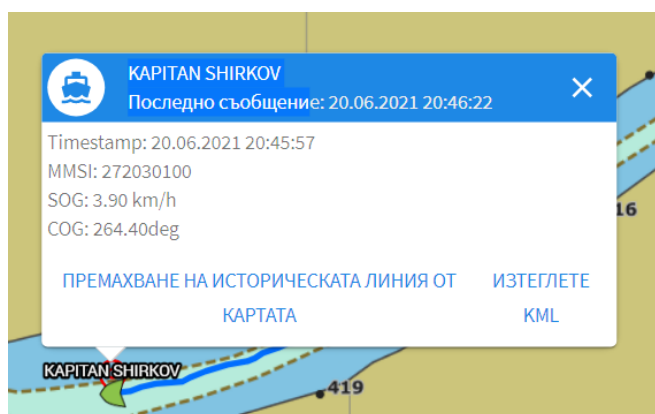 KAPITAN SHIRKOV
Последно съобщение: 20.06.2021 20:46:22
Timestamp: 20.06.2021 20:45:57
MMSI: 272030100
SOG: 3.90 km/h
COG: 264.40deg
ПРЕМАХВАНЕ НА ИСТОРИЧЕСКАТА ЛИНИЯ ОТ
КАРТАТА
ИЗТЕГЛЕТЕ
KML
16
KAPITAN SHIRKOV
419